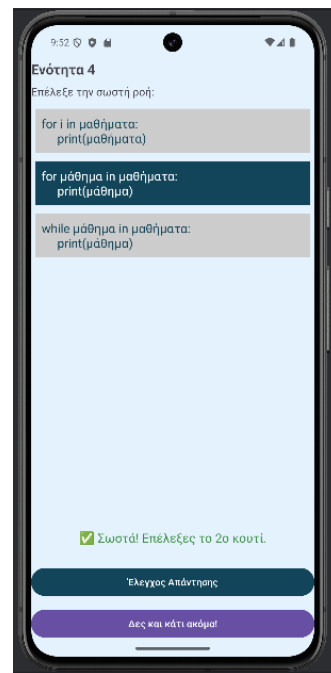 9:52
Ενότητα 4
Επέλεξε την σωστή ροή:
for i in μαθήματα:
print(μαθήματα)
for μάθημα in μαθήματα:
print(μάθημα)
while μάθημα in μαθήματα:
print(μάθημα)
✅ Σωστά! Επέλεξες το 2ο κουτί.
Έλεγχος Απάντησης
Δες και κάτι ακόμα!